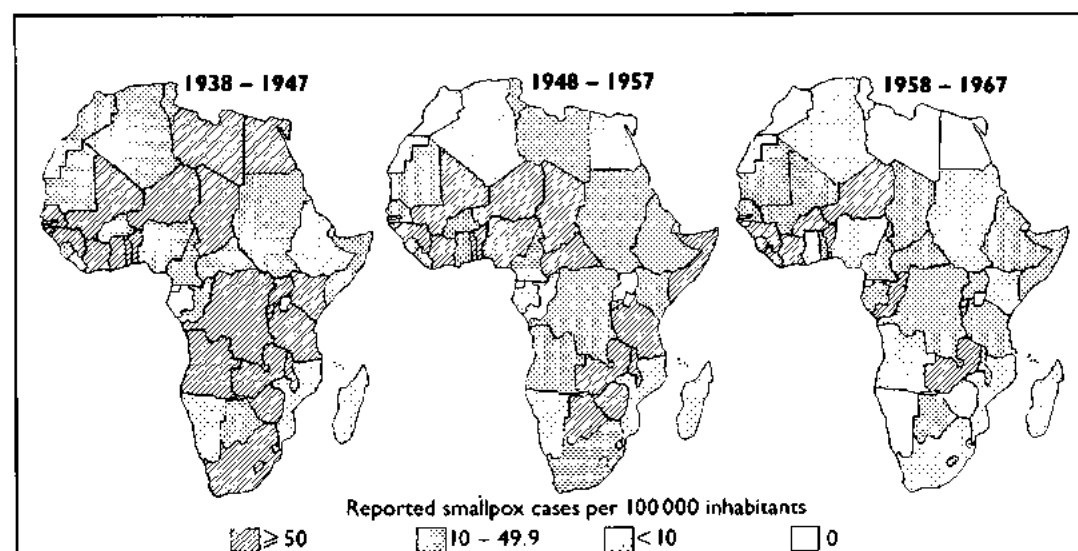 1938 – 1947
1948 – 1957
1958 – 1967
Reported smallpox cases per 100 000 inhabitants
≥ 50
10 – 49.9
< 10
0